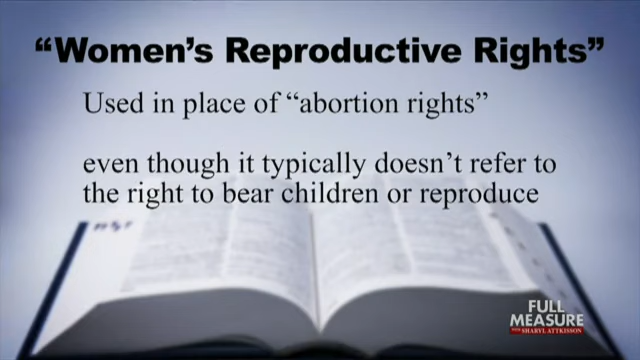 “Women’s Reproductive Rights”
Used in place of “abortion rights”
even though it typically doesn’t refer to
the right to bear children or reproduce
FULL
MEASURE
WITH SHARYL ATTKISSON